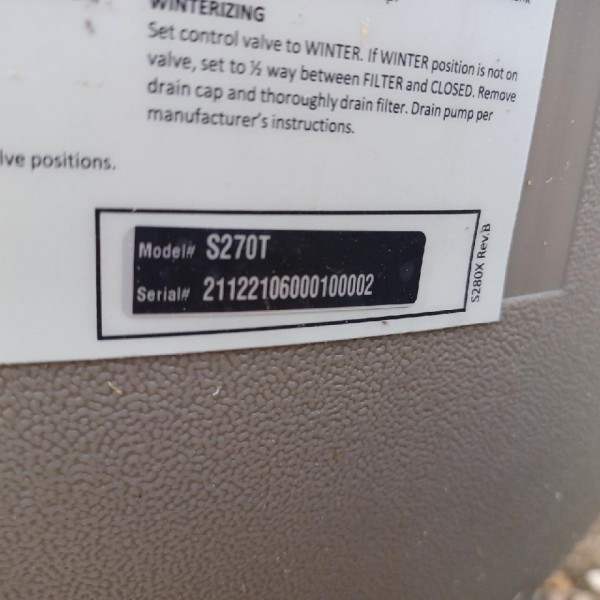 WINTERIZING
Set control valve to WINTER. If WINTER position is not on
valve, set to ½ way between FILTER and CLOSED. Remove
drain cap and thoroughly drain filter. Drain pump per
manufacturer's instructions.
lve positions.
Model# S270T
Serial# 21122106000100002
S280X Rev.B